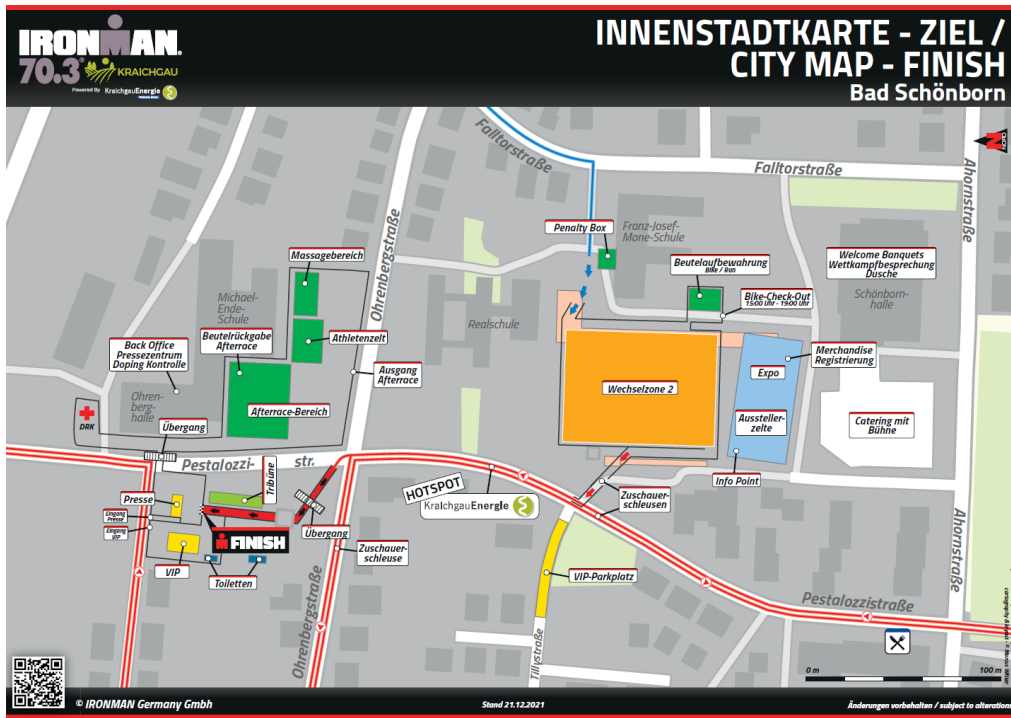 IRONMAN®
70.3®
KRAICHGAU
Powered By KraichgauEnergie
INNENSTADTKARTE - ZIEL /
CITY MAP - FINISH
Bad Schönborn
Falltorstraße
Falltorstraße
Ahornstraße
Ohrenbergstraße
Penalty Box
Franz-Josef-
Mone-Schule
Massagebereich
Beutelaufbewahrung
Bike / Run
Welcome Banquets
Wettkampfbesprechung
Dusche
Bike-Check-Out
15:00 Uhr - 19:00 Uhr
Schönborn-
halle
Michael-
Ende-
Schule
Realschule
Beutelrückgabe
Afterrace
Athletenzelt
Back Office
Pressezentrum
Doping Kontrolle
Merchandise
Registrierung
Ausgang
Afterrace
Expo
Wechselzone 2
Ohren-
berg-
halle
Afterrace-Bereich
DRK
Übergang
Aussteller-
zelte
Catering mit
Bühne
Pestalozzi-
str.
Tribüne
HOTSPOT
KraichgauEnergie
Info Point
Zuschauer-
schleusen
Presse
Eingang
Presse
Eingang
VIP
FINISH
Übergang
VIP
Toiletten
Zuschauer-
schleuse
VIP-Parkplatz
Ahornstraße
Pestalozzistraße
Ohrenbergstraße
Tillystraße
0 m
100 m
© IRONMAN Germany Gmbh
Stand 21.12.2021
Änderungen vorbehalten / subject to alterations